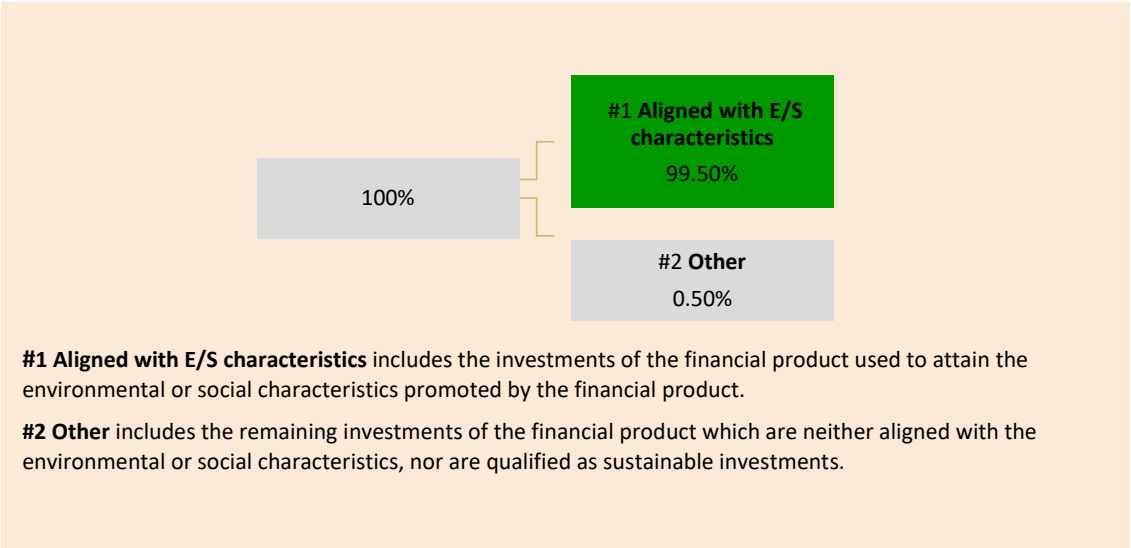 #1 Aligned with E/S
characteristics
99.50%
100%
#2 Other
0.50%
#1 Aligned with E/S characteristics includes the investments of the financial product used to attain the
environmental or social characteristics promoted by the financial product.
#2 Other includes the remaining investments of the financial product which are neither aligned with the
environmental or social characteristics, nor are qualified as sustainable investments.